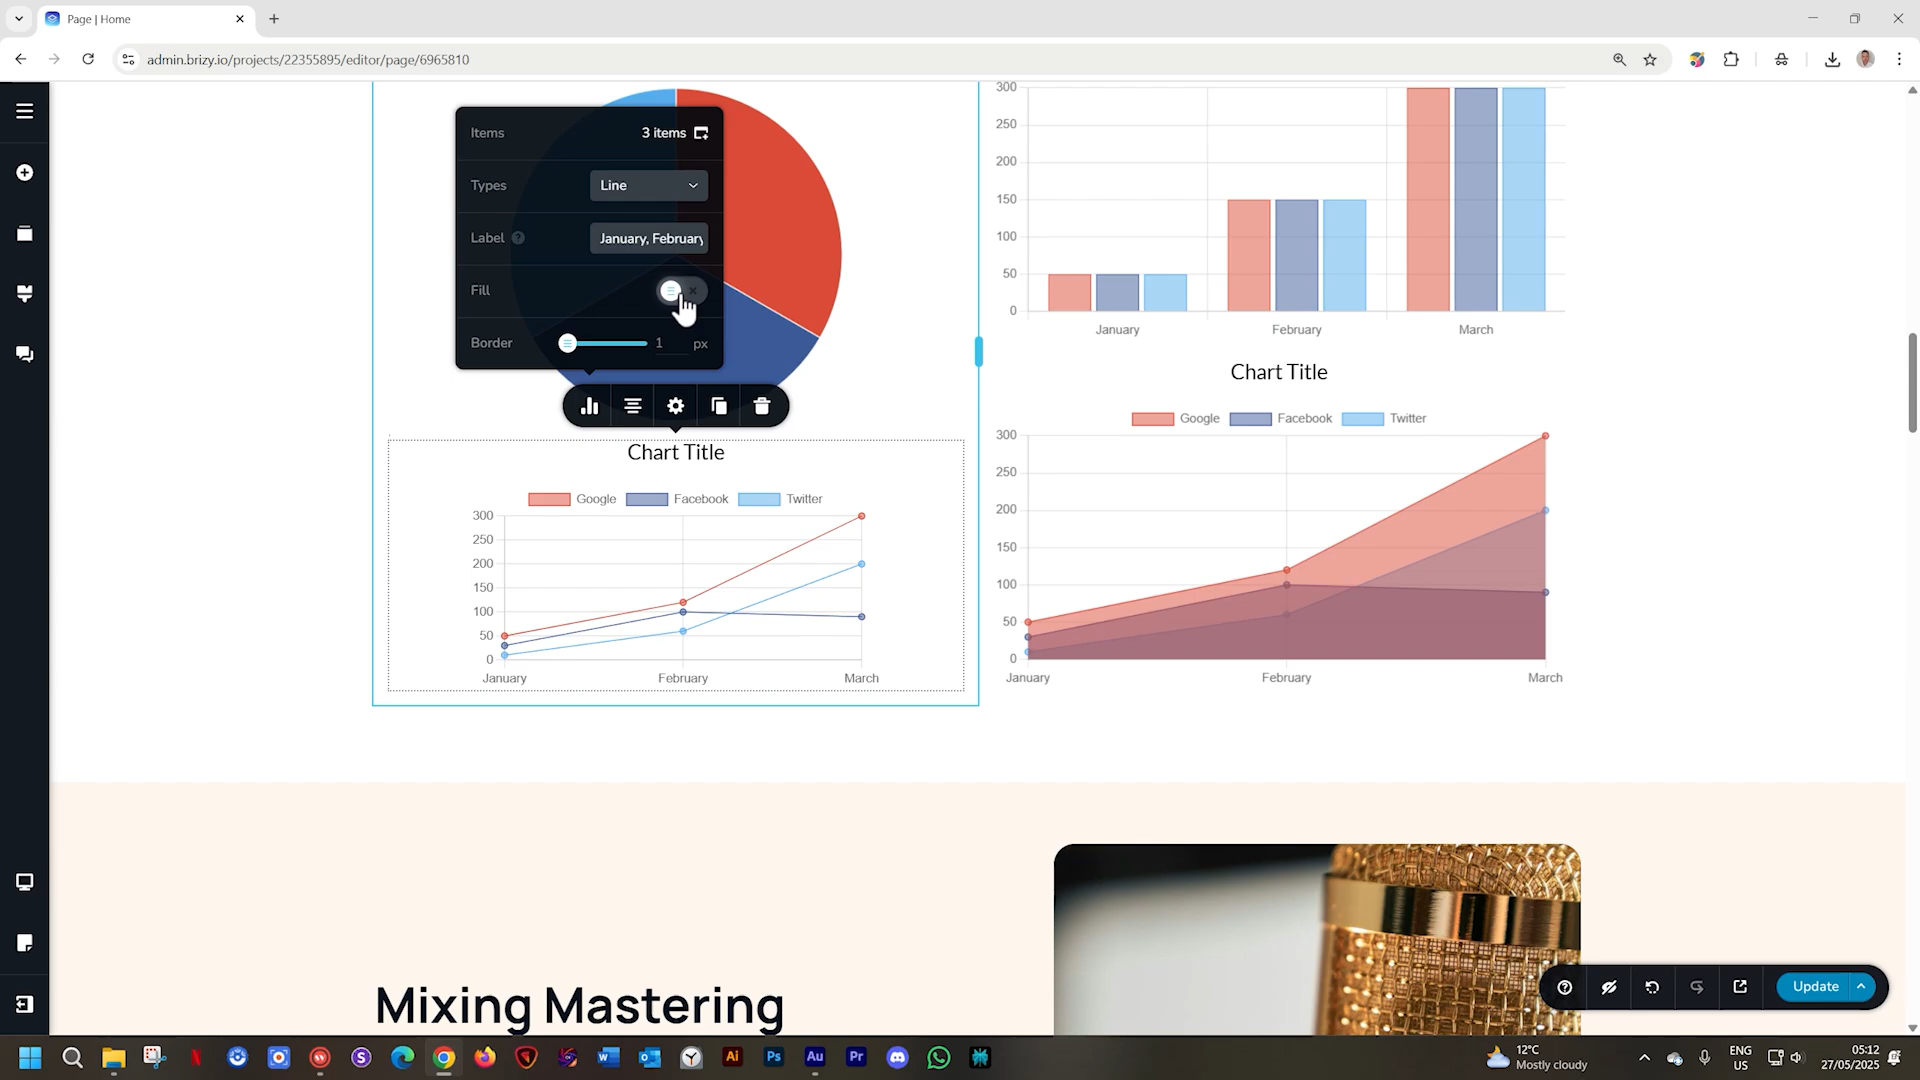 Page | Home
admin.brizy.io/projects/22355895/editor/page/6965810
Items
3 items
Types
Line
Label
January, February
Fill
Border
1
px
Chart Title
Google
Facebook
Twitter
300
250
200
150
100
50
0
January
February
March
300
250
200
150
100
50
0
January
February
March
Chart Title
Google
Facebook
Twitter
300
250
200
150
100
50
0
January
February
March
Mixing Mastering
Update
12°C
Mostly cloudy
ENG
US
05:12
27/05/2025